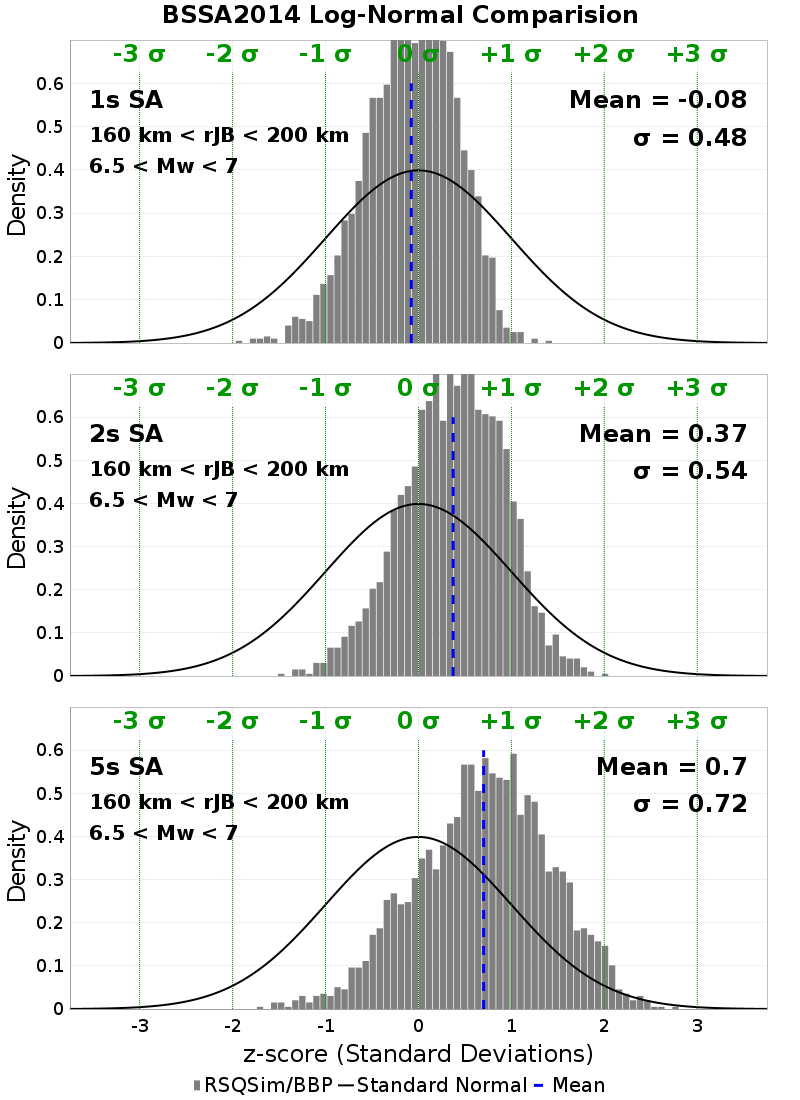 BSSA2014 Log-Normal Comparision
-3 σ -2 σ -1 σ 0 σ +1 σ +2 σ +3 σ
0.6
1s SA Mean = -0.08
0.5
160 km < rJB < 200 km σ = 0.48
6.5 < Mw < 7
0.4
0.3
0.2
0.1
0
Density
-3 σ -2 σ -1 σ 0 σ +1 σ +2 σ +3 σ
0.6
2s SA Mean = 0.37
0.5
160 km < rJB < 200 km σ = 0.54
6.5 < Mw < 7
0.4
0.3
0.2
0.1
0
Density
-3 σ -2 σ -1 σ 0 σ +1 σ +2 σ +3 σ
0.6
5s SA Mean = 0.7
0.5
160 km < rJB < 200 km σ = 0.72
6.5 < Mw < 7
0.4
0.3
0.2
0.1
0
Density
-3 -2 -1 0 1 2 3
z-score (Standard Deviations)
RSQSim/BBP Standard Normal Mean